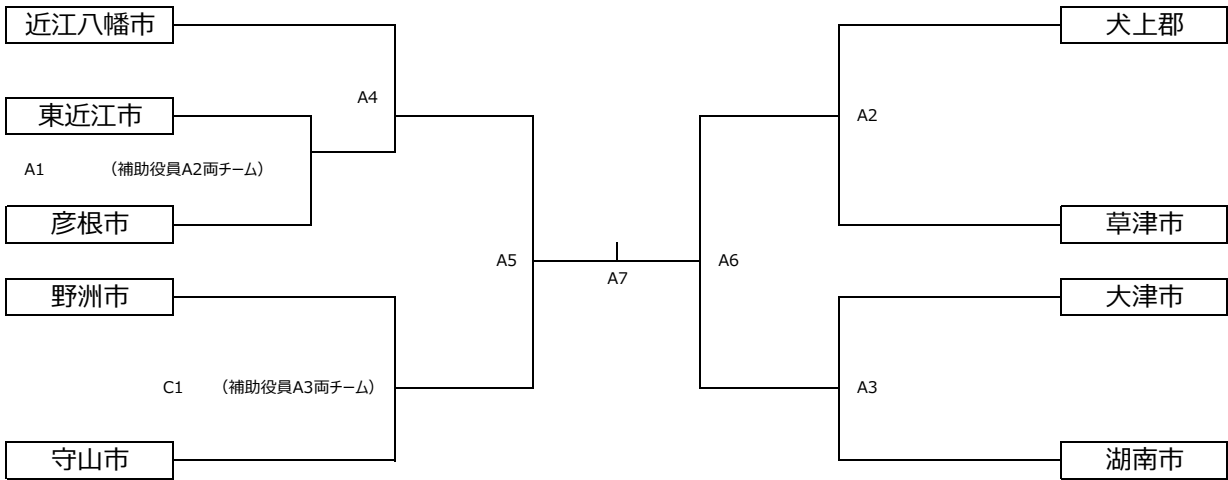 近江八幡市
犬上郡
A4
東近江市
A2
A1 (補助役員A2両チーム)
彦根市
草津市
A5
A6
A7
野洲市
大津市
C1 (補助役員A3両チーム)
A3
守山市
湖南市